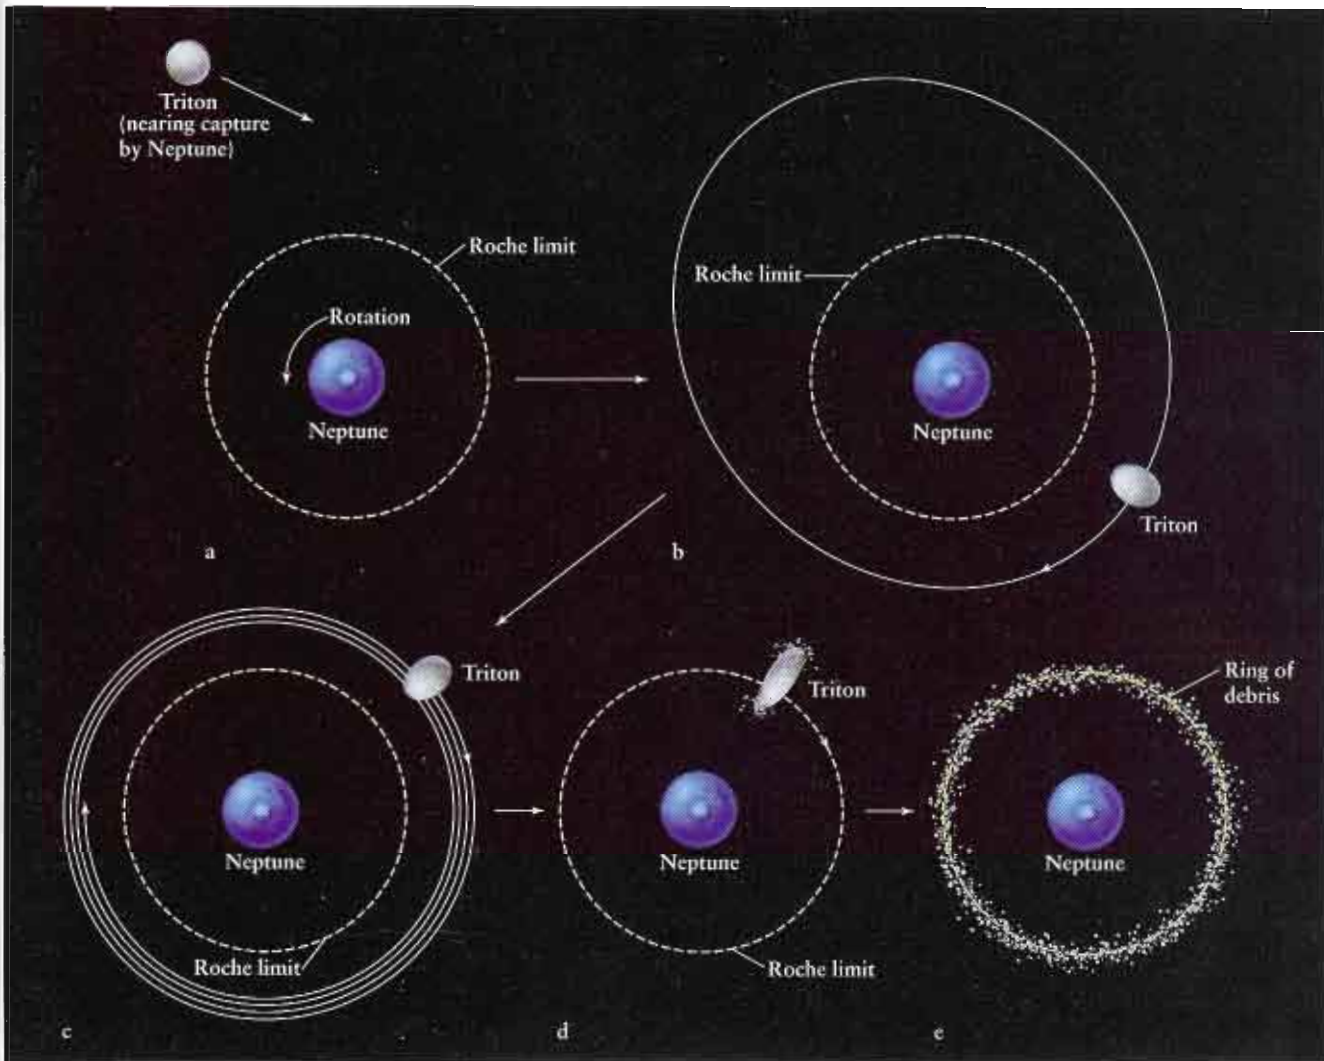 Triton
(nearing capture
by Neptune)
Roche limit
Rotation
Neptune
a
Roche limit
Neptune
Triton
b
Triton
Neptune
Roche limit
c
Triton
Neptune
Roche limit
d
Ring of
debris
Neptune
e